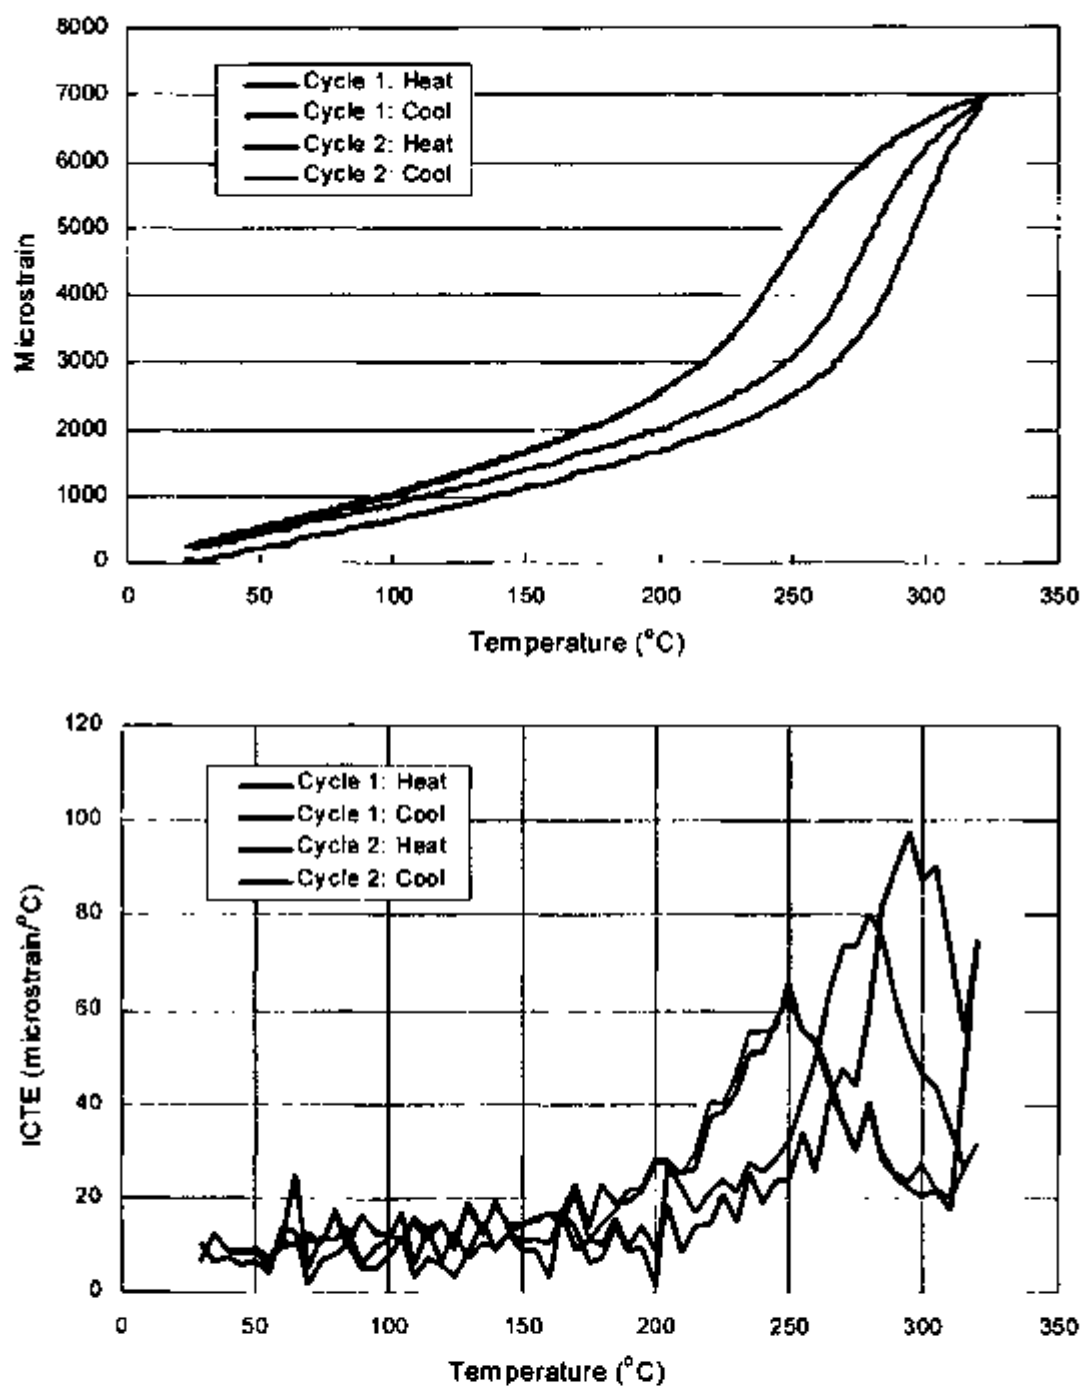 8000
7000
6000
5000
4000
3000
2000
1000
0
Microstrain
Cycle 1: Heat
Cycle 1: Cool
Cycle 2: Heat
Cycle 2: Cool
0 50 100 150 200 250 300 350
Temperature (°C)
120
100
80
60
40
20
0
ICTE (microstrain/°C)
Cycle 1: Heat
Cycle 1: Cool
Cycle 2: Heat
Cycle 2: Cool
0 50 100 150 200 250 300 350
Temperature (°C)